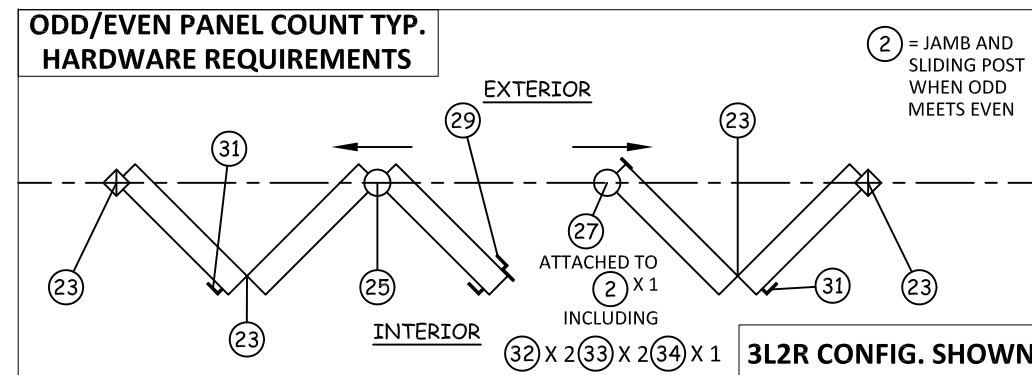 ODD/EVEN PANEL COUNT TYP.
HARDWARE REQUIREMENTS
2 = JAMB AND
SLIDING POST
WHEN ODD
MEETS EVEN
EXTERIOR
31
29
23
23
25
27
31
23
23
ATTACHED TO
2 X 1
INCLUDING
INTERIOR
32 X 2 33 X 2 34 X 1
3L2R CONFIG. SHOWN